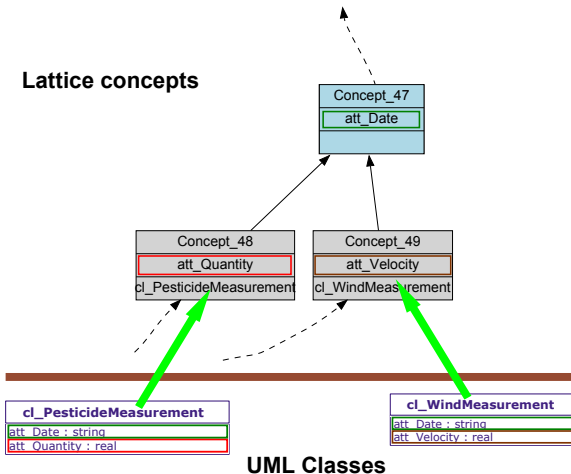 Lattice concepts
Concept_47
att_Date
Concept_48
att_Quantity
cl_PesticideMeasurement
Concept_49
att_Velocity
cl_WindMeasurement
cl_PesticideMeasurement
att_Date : string
att_Quantity : real
cl_WindMeasurement
att_Date : string
att_Velocity : real
UML Classes